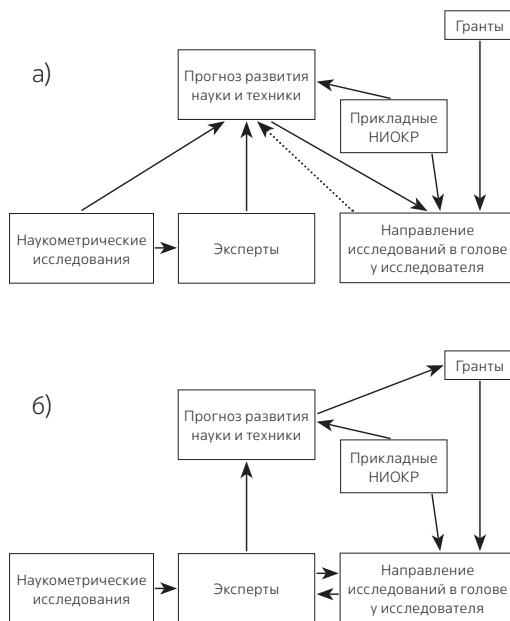 Гранты
а)
Прогноз развития
науки и техники
Прикладные
НИОКР
Наукометрические
исследования
Эксперты
Направление
исследований в голове
у исследователя
Гранты
б)
Прогноз развития
науки и техники
Прикладные
НИОКР
Наукометрические
исследования
Эксперты
Направление
исследований в голове
у исследователя